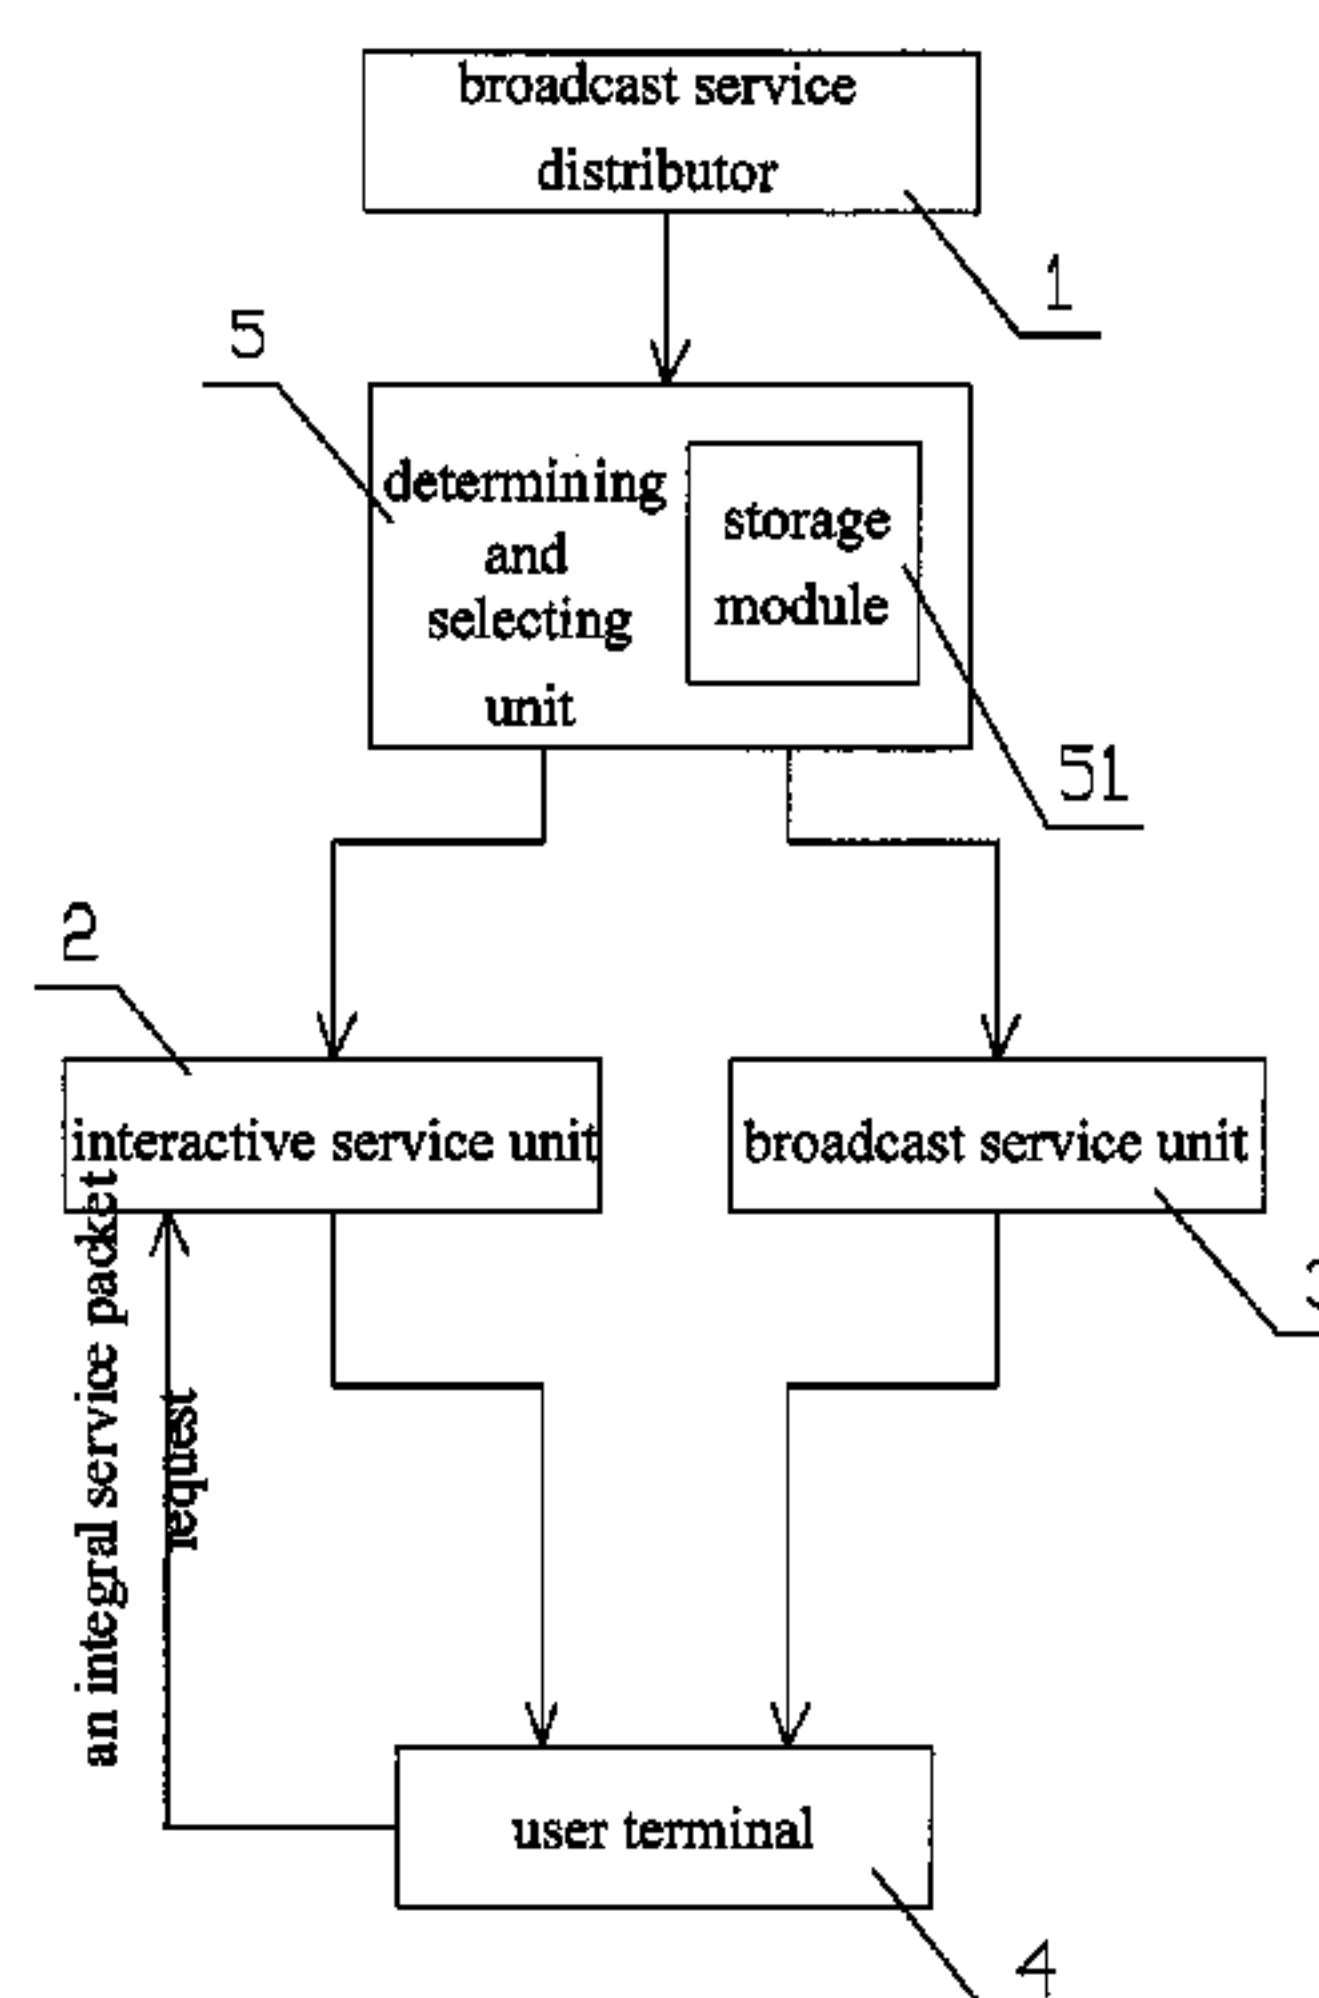 broadcast service
distributor
1
5
determining
and
selecting
unit
storage
module
51
2
interactive service unit
broadcast service unit
an integral service packet
request
user terminal
4